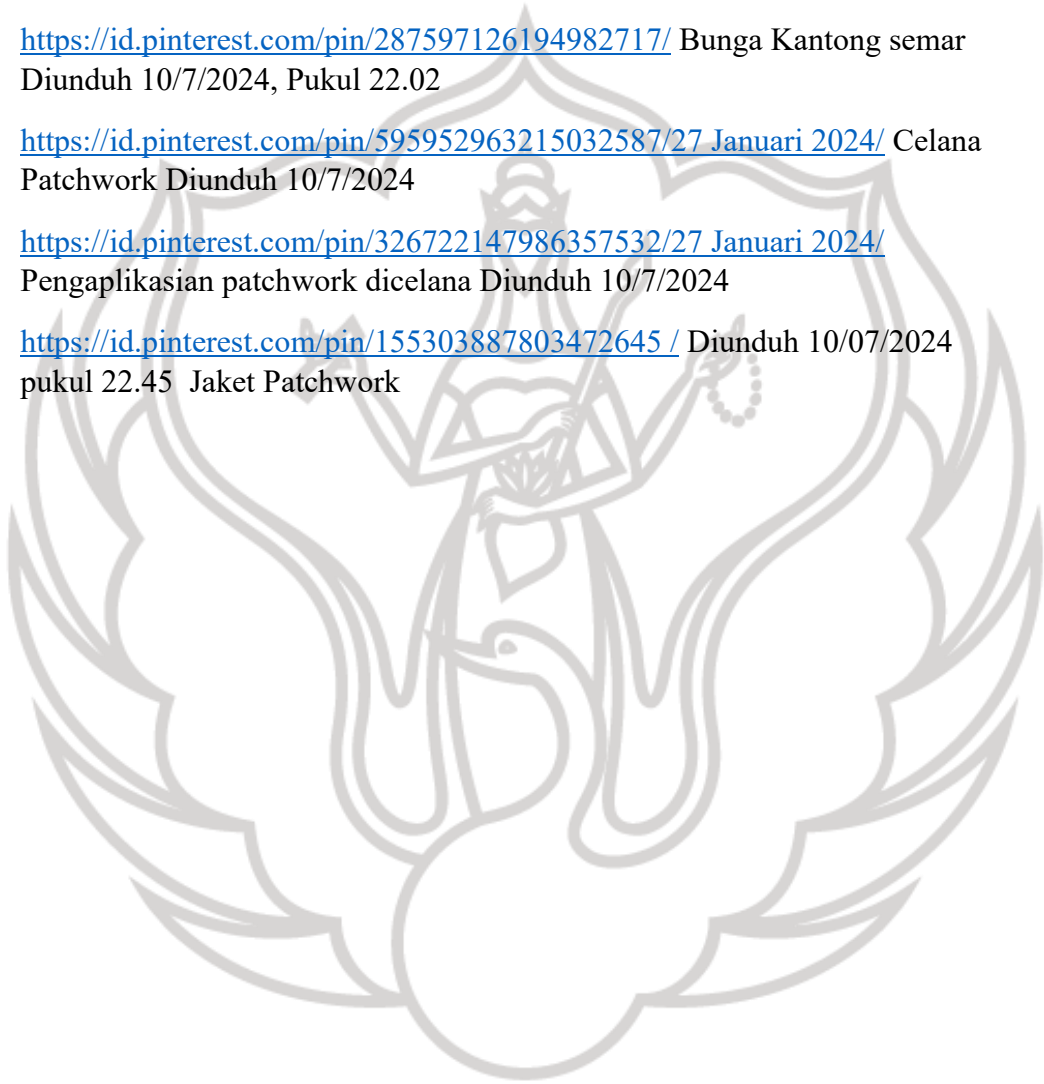 https://id.pinterest.com/pin/287597126194982717/ Bunga Kantong semar
Diunduh 10/7/2024, Pukul 22.02
https://id.pinterest.com/pin/595952963215032587/27 Januari 2024/ Celana
Patchwork Diunduh 10/7/2024
https://id.pinterest.com/pin/326722147986357532/27 Januari 2024/
Pengaplikasian patchwork dicelana Diunduh 10/7/2024
https://id.pinterest.com/pin/155303887803472645 / Diunduh 10/07/2024
pukul 22.45  Jaket Patchwork